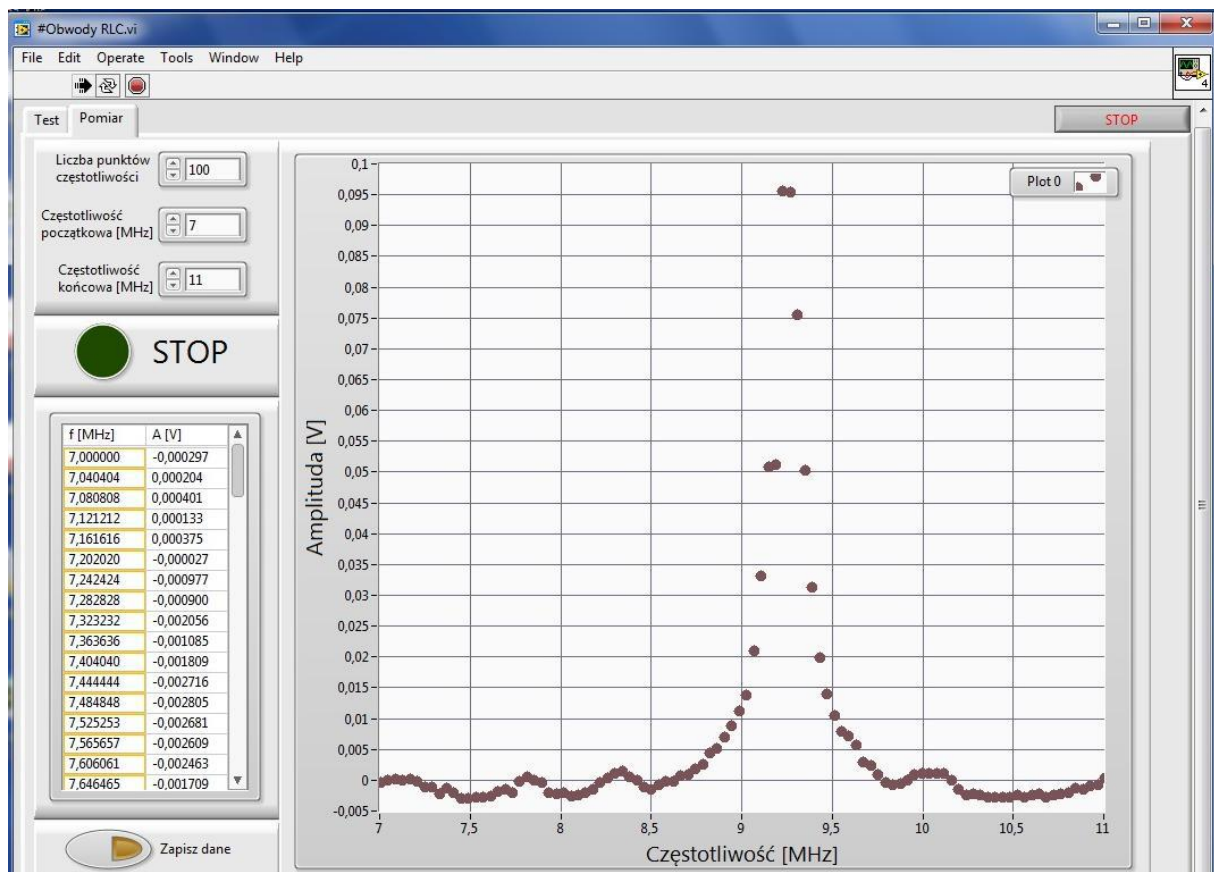 #Obwody RLC.vi
File Edit Operate Tools Window Help
4
Test Pomiar
STOP
Liczba punktów
częstotliwości
100
Częstotliwość
początkowa [MHz]
7
Częstotliwość
końcowa [MHz]
11
STOP
f [MHz] A [V]
7,000000 -0,000297
7,040404 0,000204
7,080808 0,000401
7,121212 0,000133
7,161616 0,000375
7,202020 -0,000027
7,242424 -0,000977
7,282828 -0,000900
7,323232 -0,002056
7,363636 -0,001085
7,404040 -0,001809
7,444444 -0,002716
7,484848 -0,002805
7,525253 -0,002681
7,565657 -0,002609
7,606061 -0,002463
7,646465 -0,001709
Zapisz dane
Plot 0
Amplituda [V]
0,1
0,095
0,09
0,085
0,08
0,075
0,07
0,065
0,06
0,055
0,05
0,045
0,04
0,035
0,03
0,025
0,02
0,015
0,01
0,005
0
-0,005
7 7,5 8 8,5 9 9,5 10 10,5 11
Częstotliwość [MHz]